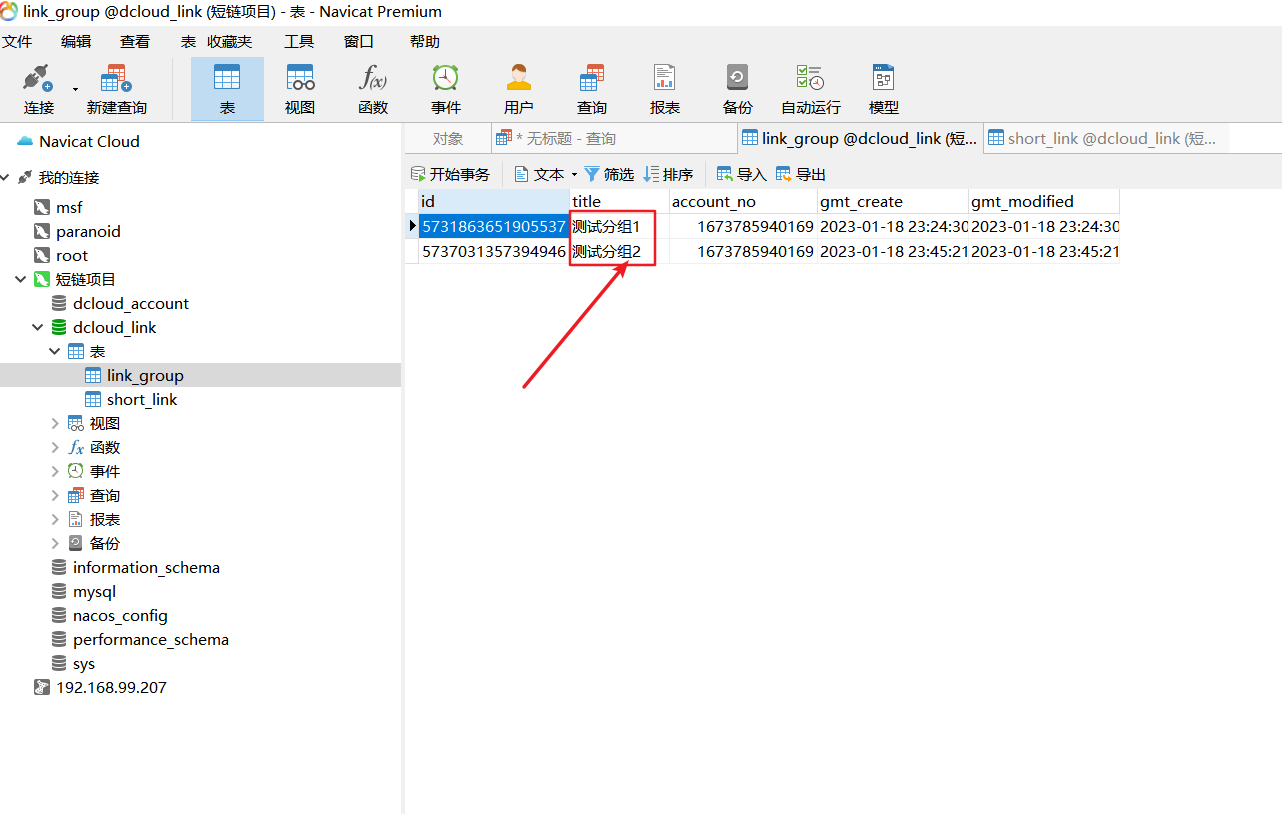 link_group @dcloud_link (短链项目) - 表 - Navicat Premium
文件 编辑 查看 表 收藏夹 工具 窗口 帮助
连接 新建查询 表 视图 函数 事件 用户 查询 报表 备份 自动运行 模型
Navicat Cloud
我的连接
msf
paranoid
root
短链项目
dcloud_account
dcloud_link
表
link_group
short_link
视图
函数
事件
查询
报表
备份
information_schema
mysql
nacos_config
performance_schema
sys
192.168.99.207
对象 * 无标题 - 查询 link_group @dcloud_link (短... short_link @dcloud_link (短...
开始事务 文本 筛选 排序 导入 导出
id title account_no gmt_create gmt_modified
5731863651905537 测试分组1 1673785940169 2023-01-18 23:24:30 2023-01-18 23:24:30
5737031357394946 测试分组2 1673785940169 2023-01-18 23:45:21 2023-01-18 23:45:21